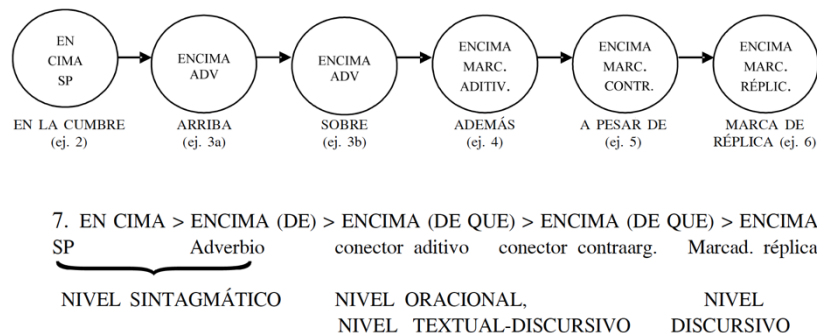 EN
CIMA
SP
ENCIMA
ADV
ENCIMA
ADV
ENCIMA
MARC.
ADITIV.
ENCIMA
MARC.
CONTR.
ENCIMA
MARC.
RÉPLIC.
EN LA CUMBRE
(ej. 2)
ARRIBA
(ej. 3a)
SOBRE
(ej. 3b)
ADEMÁS
(ej. 4)
A PESAR DE
(ej. 5)
MARCA DE
RÉPLICA (ej. 6)
7. EN CIMA > ENCIMA (DE) > ENCIMA (DE QUE) > ENCIMA (DE QUE) > ENCIMA
SP Adverbio conector aditivo conector contraarg. Marcad. réplica
NIVEL SINTAGMÁTICO NIVEL ORACIONAL, NIVEL
NIVEL TEXTUAL-DISCURSIVO DISCURSIVO